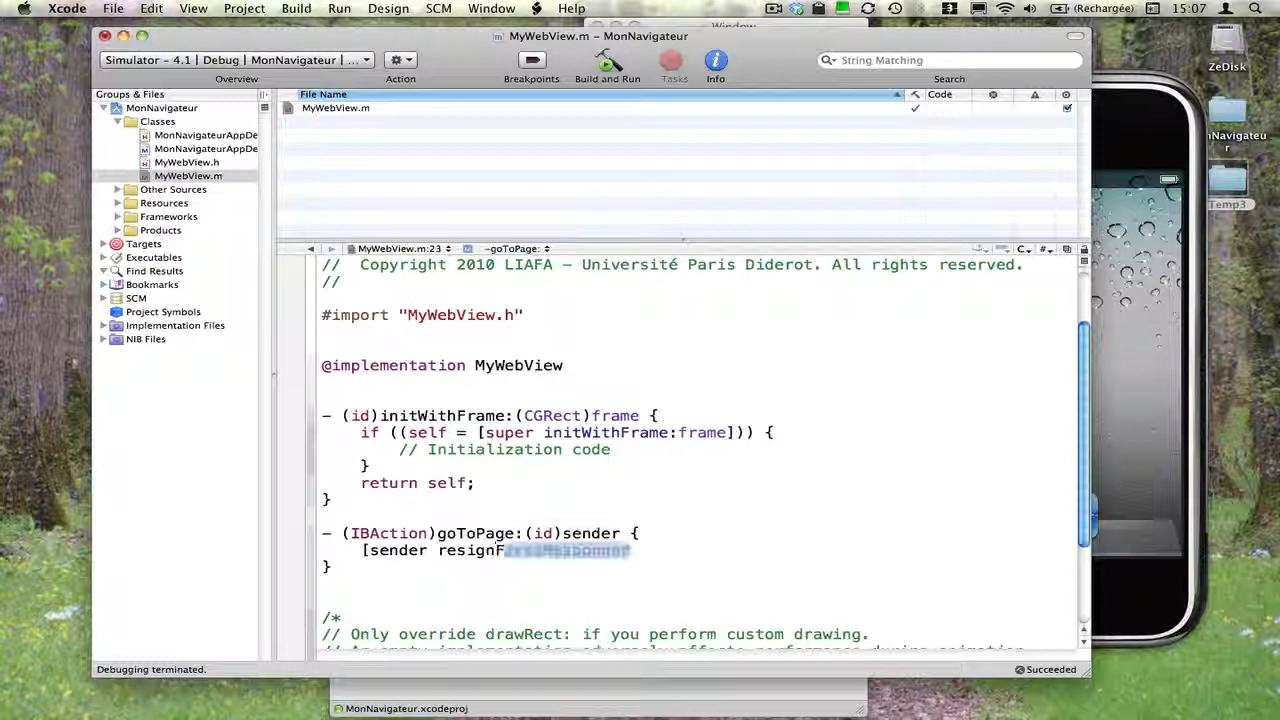 Xcode File Edit View Project Build Run Design SCM Window Help (Rechargée) 15:07
Window
MyWebView.m - MonNavigateur
Simulator - 4.1 | Debug | MonNavigateur | ...
String Matching
Overview Action Breakpoints Build and Run Tasks Info Search
ZeDisk
Groups & Files
File Name Code
MonNavigateur
MyWebView.m
Classes
MonNavigateurAppDe
MonNavigateurAppDe
MyWebView.h
MyWebView.m
Other Sources
Resources
Frameworks
Products
Targets
Executables
Find Results
Bookmarks
SCM
Project Symbols
Implementation Files
NIB Files
nNavigateu
r
Temp3
MyWebView.m:23 -goToPage:
C #
// Copyright 2010 LIAFA - Université Paris Diderot. All rights reserved.
//
#import "MyWebView.h"
@implementation MyWebView
- (id)initWithFrame:(CGRect)frame {
if ((self = [super initWithFrame:frame])) {
// Initialization code
}
return self;
}
- (IBAction)goToPage:(id)sender {
[sender resignF
}
/*
// Only override drawRect: if you perform custom drawing.
Debugging terminated. Succeeded
MonNavigateur.xcodeproj